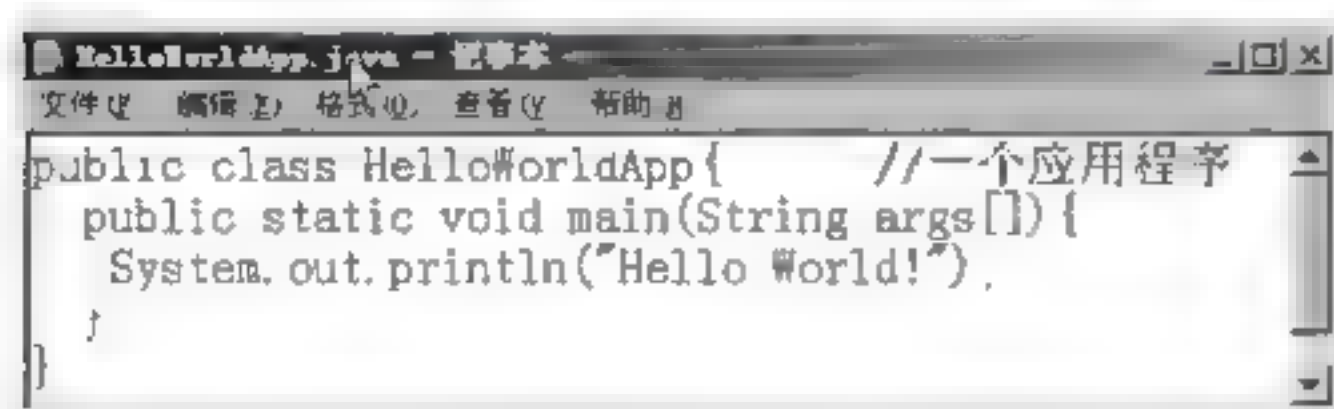 HelloWorldApp.java - 记事本
文件(F) 编辑(E) 格式(O) 查看(V) 帮助(H)
public class HelloWorldApp{ //一个应用程序
public static void main(String args[]){
System.out.println("Hello World!");
}
}